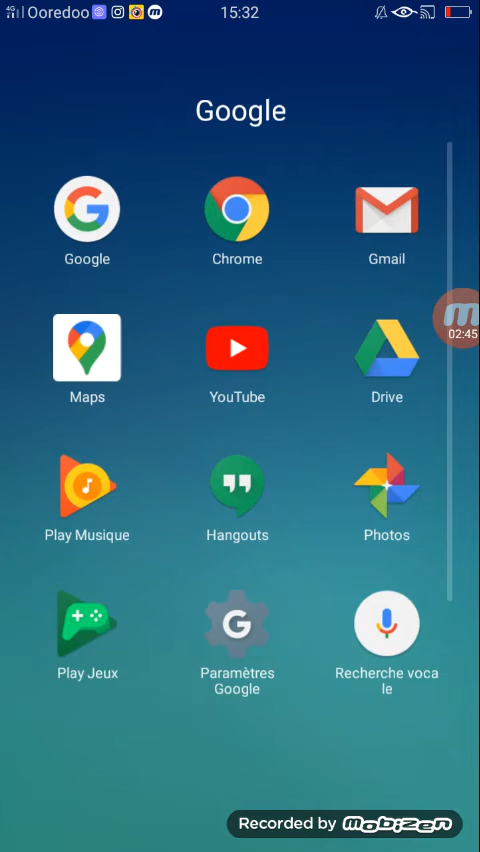 4G Ooredoo 15:32
Google
Google Chrome Gmail
02:45
Maps YouTube Drive
Play Musique Hangouts Photos
Play Jeux Paramètres Recherche voca
Google le
Recorded by mobizen